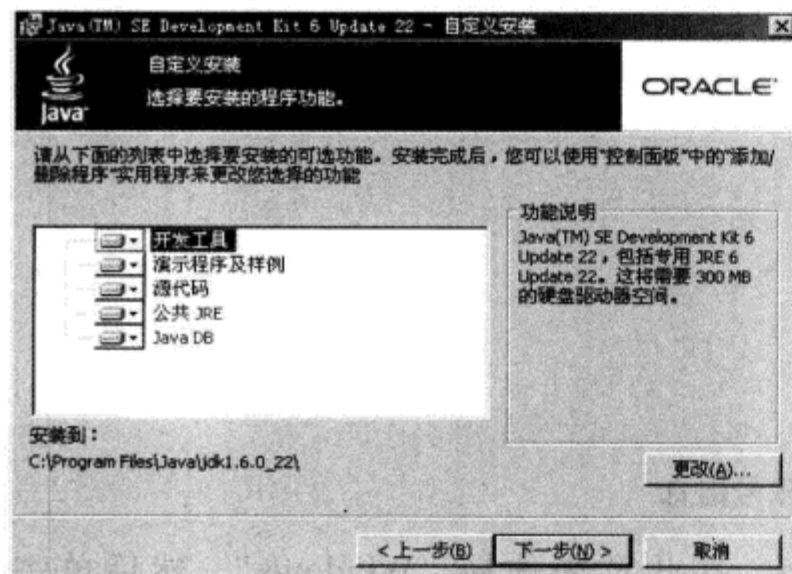 Java(TM) SE Development Kit 6 Update 22 - 自定义安装
自定义安装
选择要安装的程序功能。
Java
ORACLE
请从下面的列表中选择要安装的可选功能。安装完成后，您可以使用"控制面板"中的"添加/
删除程序"实用程序来更改您选择的功能
开发工具
演示程序及样例
源代码
公共 JRE
Java DB
功能说明
Java(TM) SE Development Kit 6
Update 22，包括专用 JRE 6
Update 22。这将需要 300 MB
的硬盘驱动器空间。
安装到：
C:\Program Files\Java\jdk1.6.0_22\
更改(A)...
<上一步(B)
下一步(N)>
取消